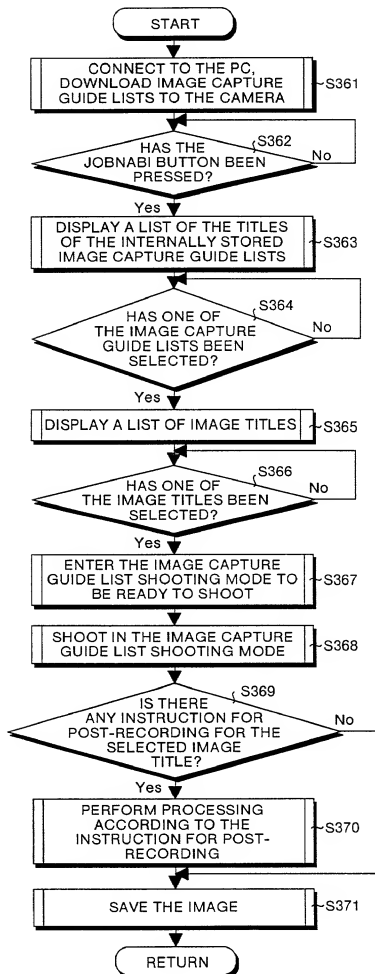 START
CONNECT TO THE PC,
DOWNLOAD IMAGE CAPTURE
GUIDE LISTS TO THE CAMERA
S361
S362
HAS THE
JOBNABI BUTTON BEEN
PRESSED?
No
Yes
DISPLAY A LIST OF THE TITLES
OF THE INTERNALLY STORED
IMAGE CAPTURE GUIDE LISTS
S363
S364
HAS ONE OF
THE IMAGE CAPTURE
GUIDE LISTS BEEN
SELECTED?
No
Yes
DISPLAY A LIST OF IMAGE TITLES
S365
S366
HAS ONE OF
THE IMAGE TITLES BEEN
SELECTED?
No
Yes
ENTER THE IMAGE CAPTURE
GUIDE LIST SHOOTING MODE TO
BE READY TO SHOOT
S367
SHOOT IN THE IMAGE CAPTURE
GUIDE LIST SHOOTING MODE
S368
S369
IS THERE
ANY INSTRUCTION FOR
POST-RECORDING FOR THE
SELECTED IMAGE
TITLE?
No
Yes
PERFORM PROCESSING
ACCORDING TO THE
INSTRUCTION FOR POST-
RECORDING
S370
SAVE THE IMAGE
S371
RETURN